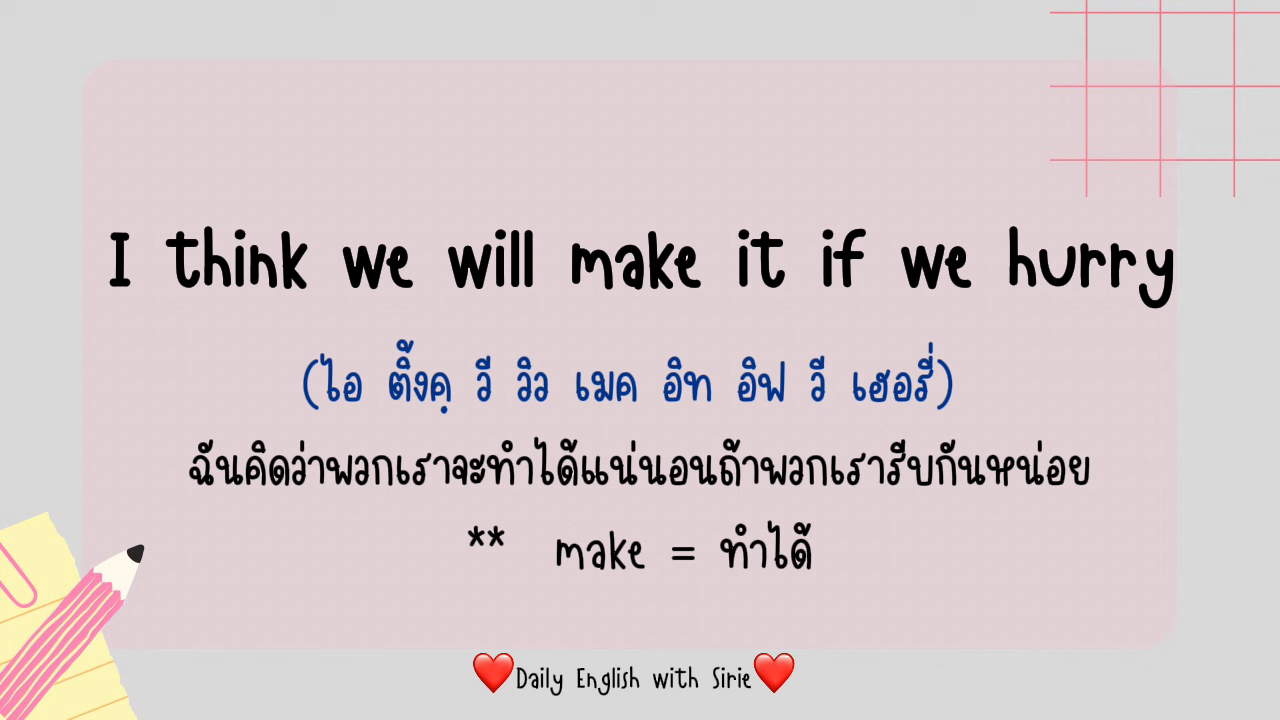 I think we will make it if we hurry
(ไอ ติ้งคฺ วี วิว เมค อิท อิฟ วี เฮอรี่)
ฉันคิดว่าพวกเราจะทำได้แน่นอนถ้าพวกเรารีบกันหน่อย
** make = ทำได้
❤️Daily English with Sirie❤️